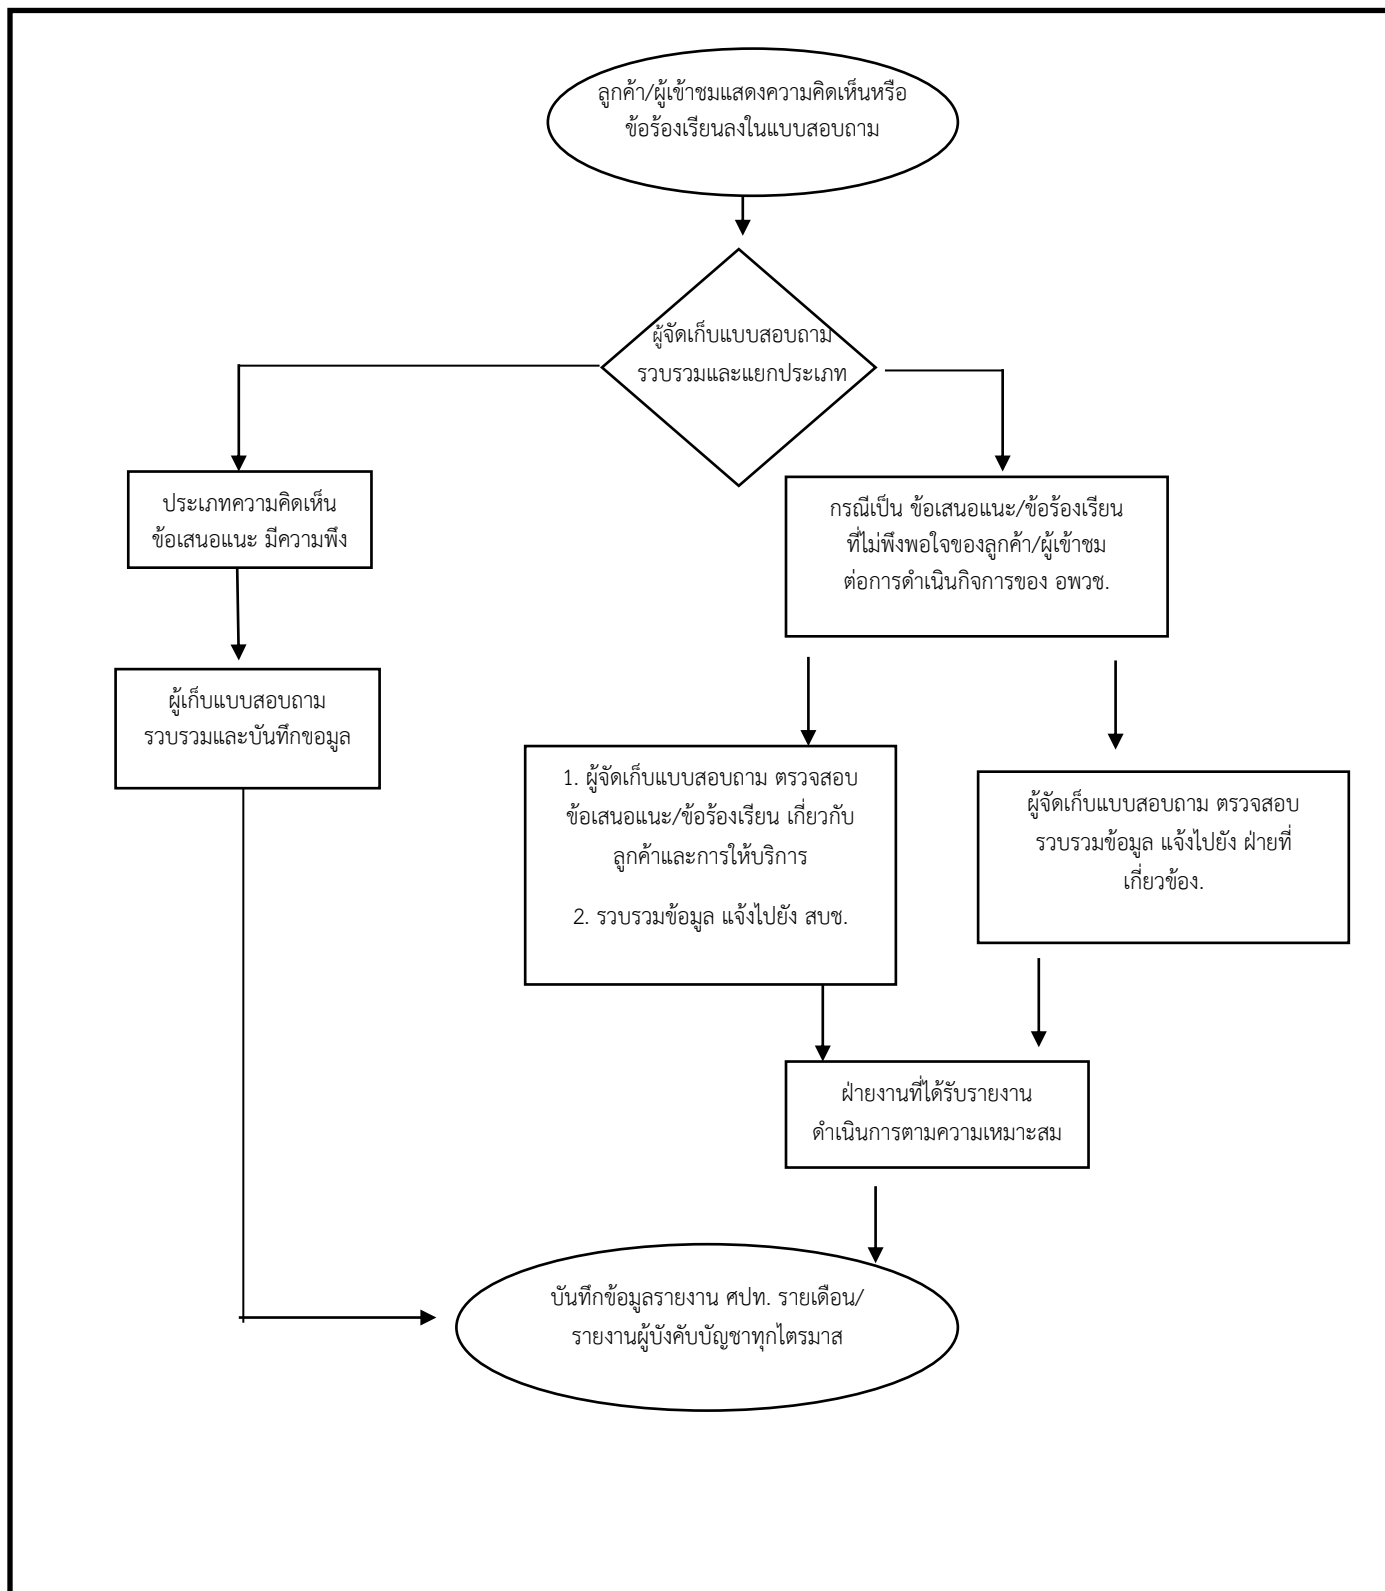 ลูกค้า/ผู้เข้าชมแสดงความคิดเห็นหรือ
ข้อร้องเรียนลงในแบบสอบถาม
ผู้จัดเก็บแบบสอบถาม
รวบรวมและแยกประเภท
ประเภทความคิดเห็น
ข้อเสนอแนะ มีความพึง
กรณีเป็น ข้อเสนอแนะ/ข้อร้องเรียน
ที่ไม่พึงพอใจของลูกค้า/ผู้เข้าชม
ต่อการดำเนินกิจการของ อพวช.
ผู้เก็บแบบสอบถาม
รวบรวมและบันทึกขอมูล
1. ผู้จัดเก็บแบบสอบถาม ตรวจสอบ
ข้อเสนอแนะ/ข้อร้องเรียน เกี่ยวกับ
ลูกค้าและการให้บริการ
2. รวบรวมข้อมูล แจ้งไปยัง สบช.
ผู้จัดเก็บแบบสอบถาม ตรวจสอบ
รวบรวมข้อมูล แจ้งไปยัง ฝ่ายที่
เกี่ยวข้อง.
ฝ่ายงานที่ได้รับรายงาน
ดำเนินการตามความเหมาะสม
บันทึกข้อมูลรายงาน ศปท. รายเดือน/
รายงานผู้บังคับบัญชาทุกไตรมาส